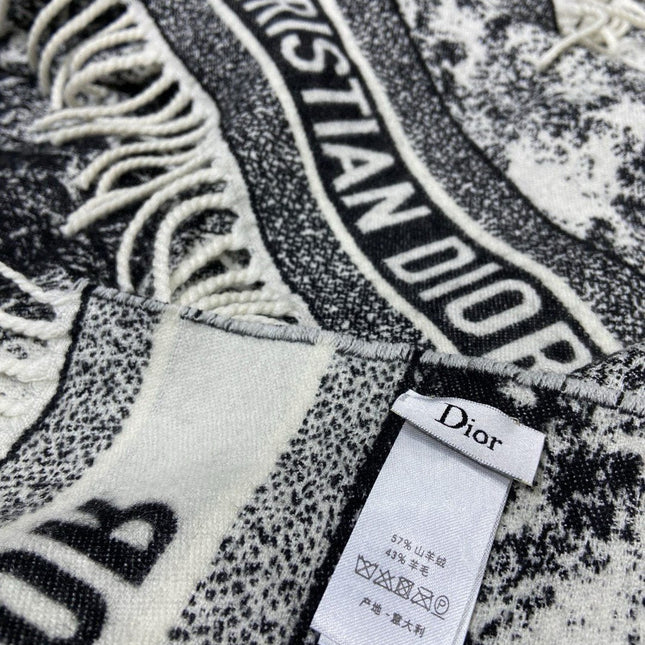 RISTIAN DIOR
Dior
57% 山羊绒
43% 羊毛
产地 - 意大利
OB